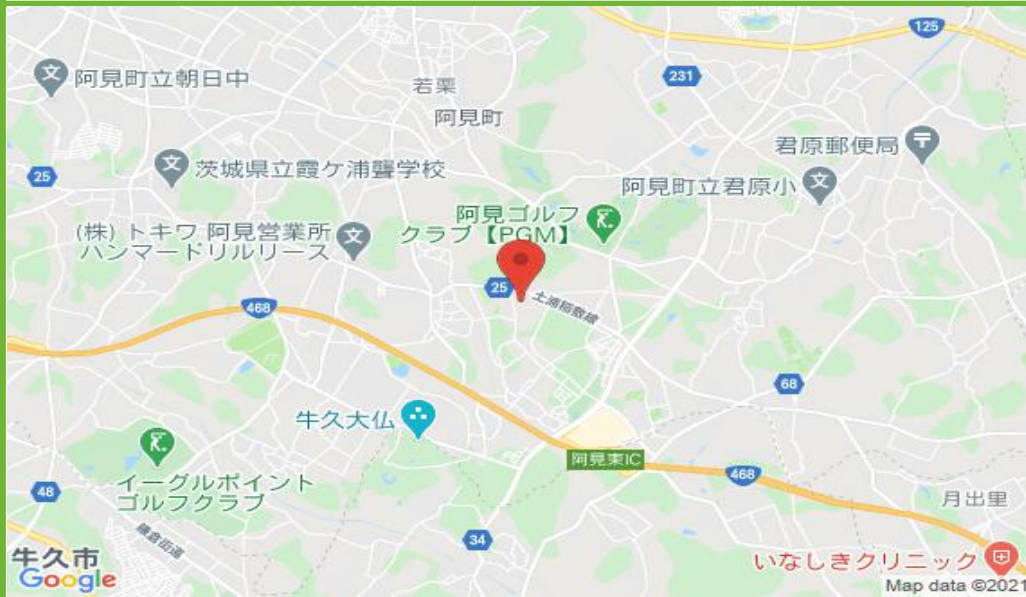 125
阿見町立朝日中
若栗
231
阿見町
君原郵便局
25
茨城県立霞ケ浦聾学校
阿見町立君原小
阿見ゴルフ
クラブ【PGM】
(株) トキワ 阿見営業所
ハンマードリルリース
25
土浦稲敷線
468
68
牛久大仏
阿見東IC
468
イーグルポイント
ゴルフクラブ
48
月出里
34
鎌倉街道
牛久市
いなしきクリニック
Google
Map data ©2021